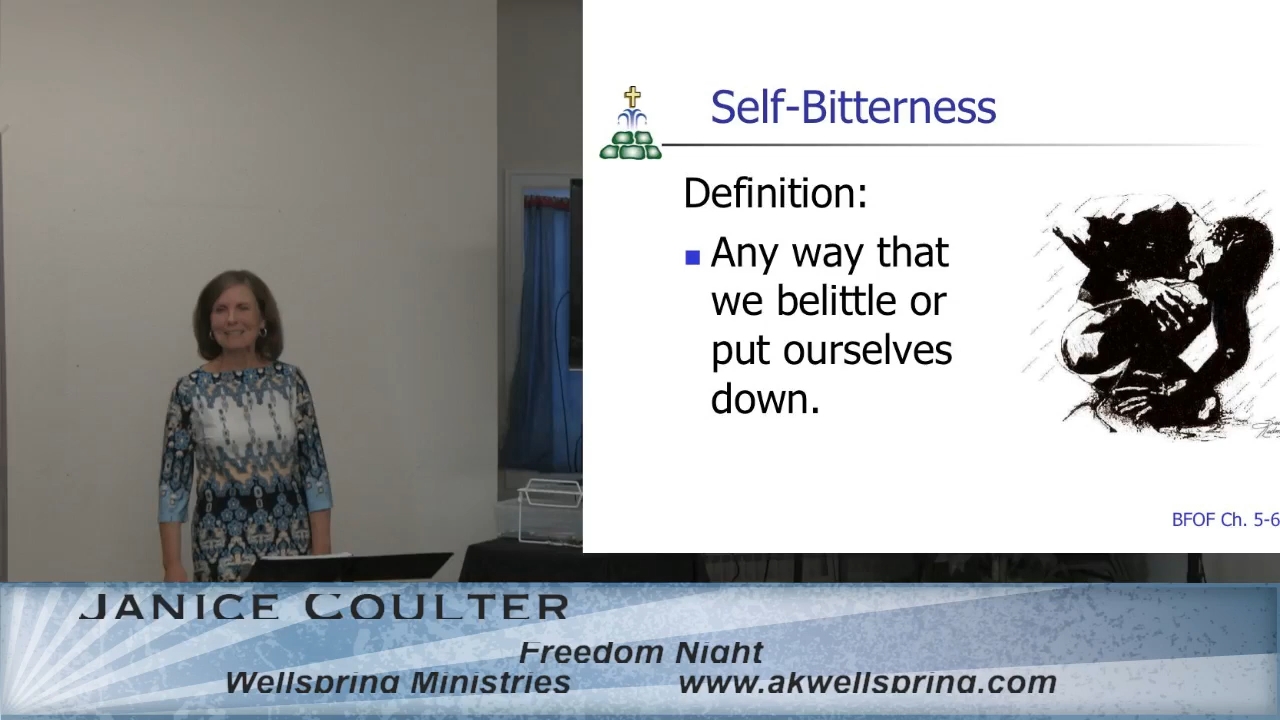 Self-Bitterness
Definition:
Any way that
we belittle or
put ourselves
down.
BFOF Ch. 5-6
JANICE COULTER
Freedom Night
Wellspring Ministries www.akwellspring.com